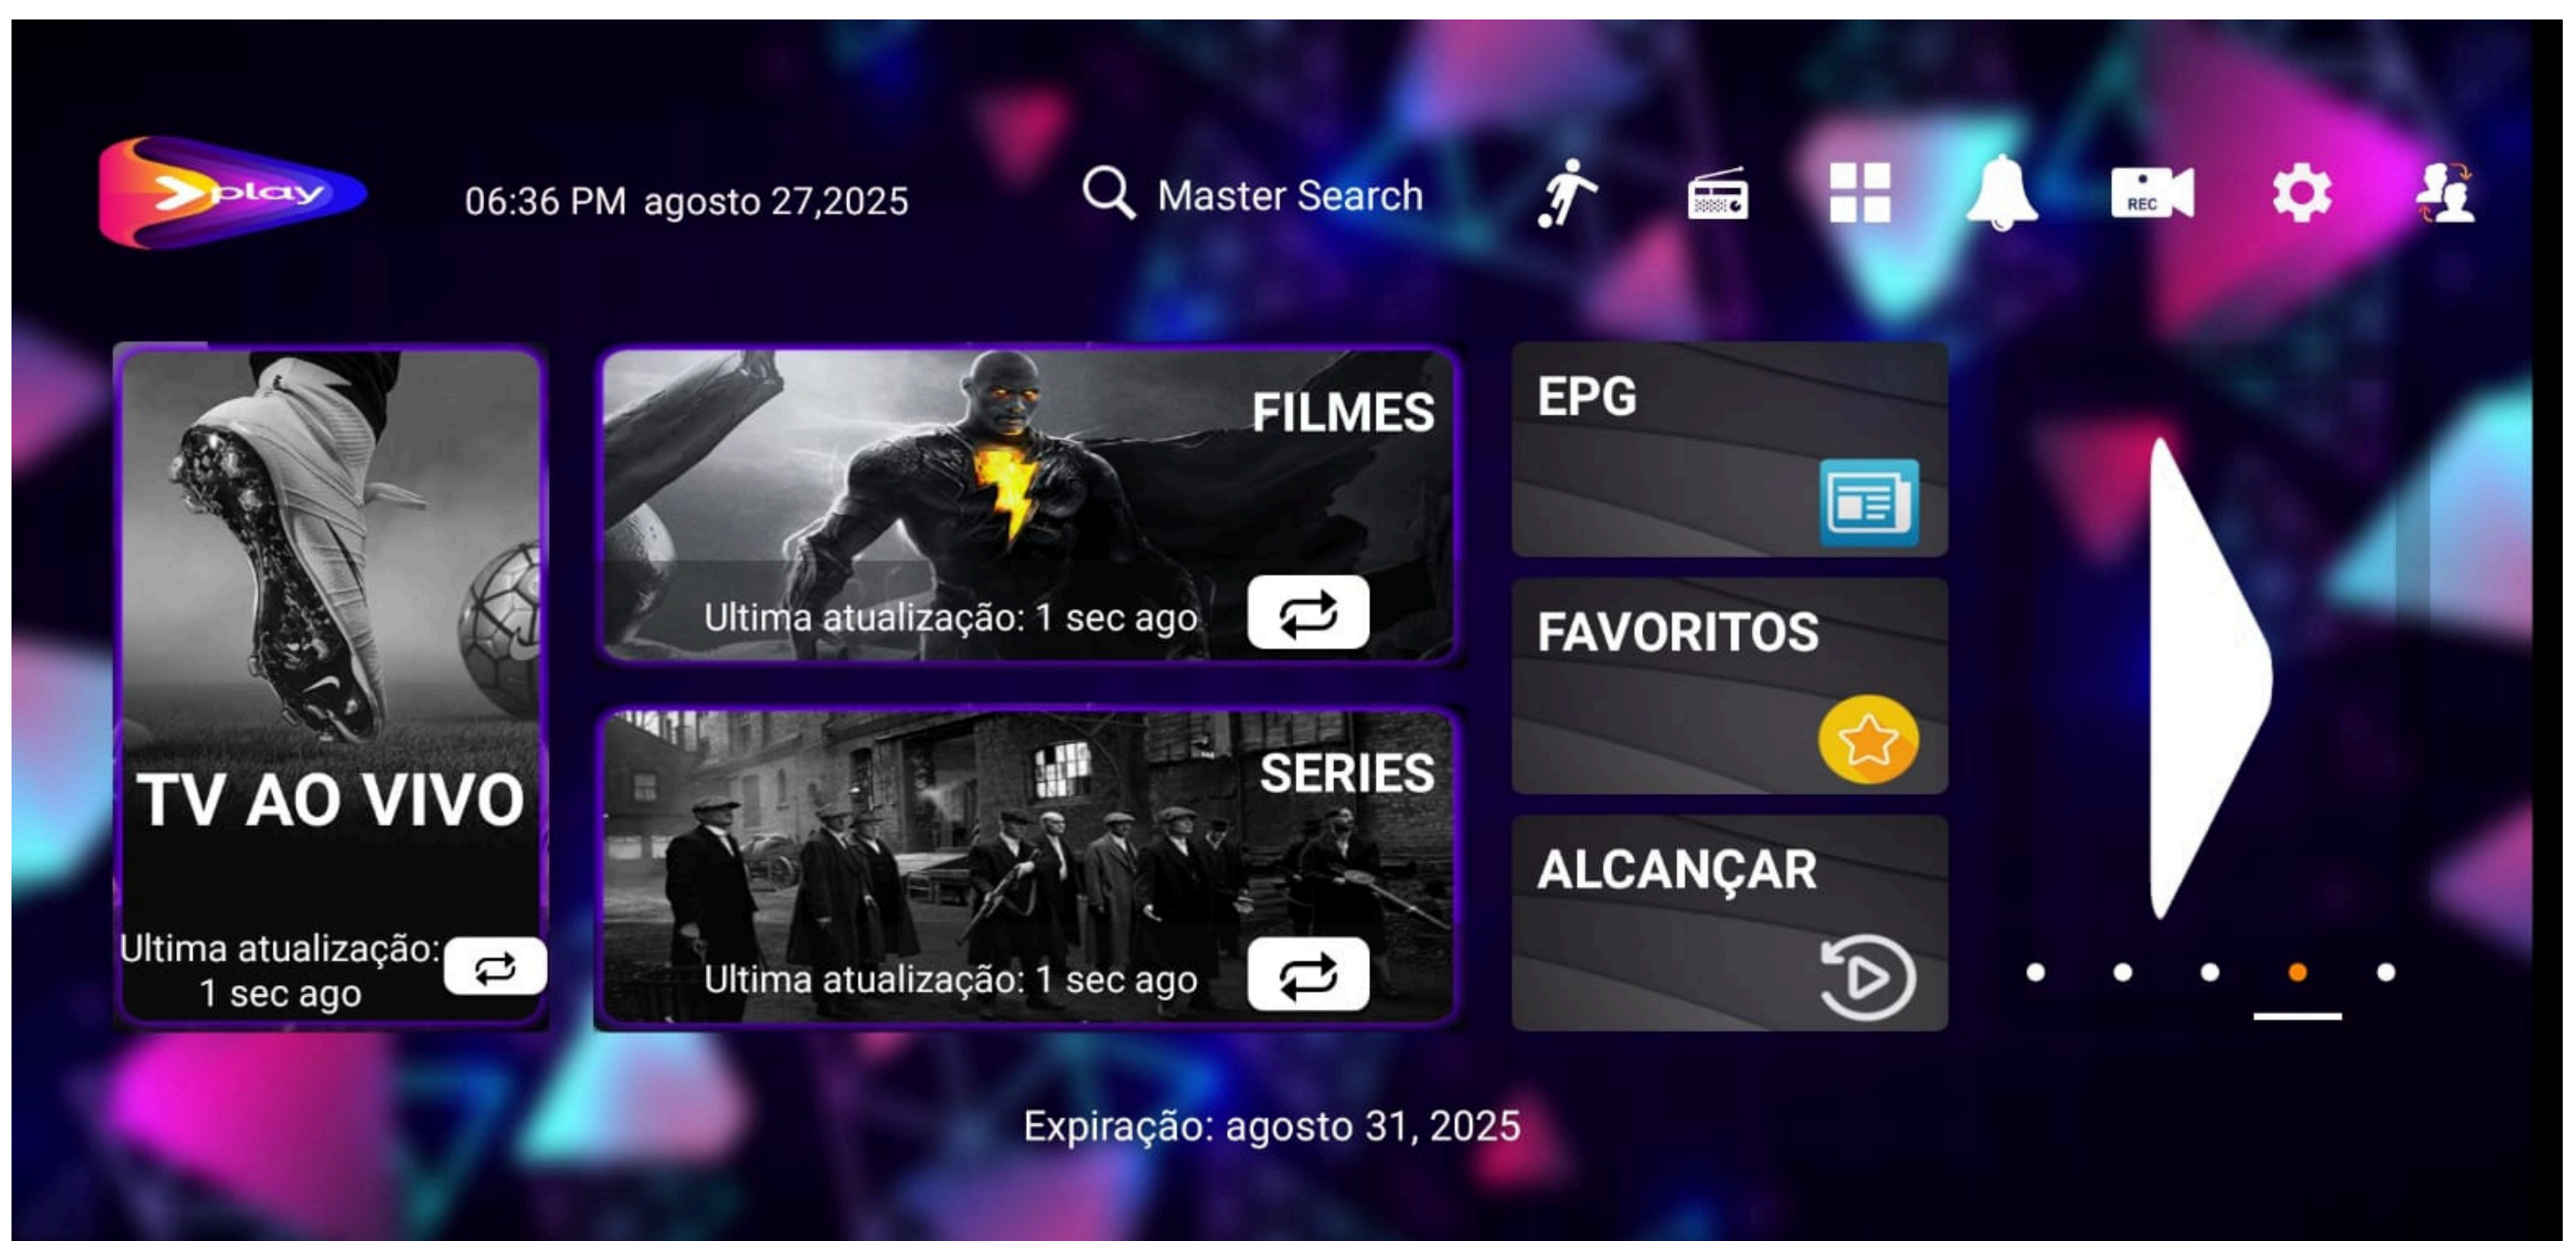 play
06:36 PM agosto 27,2025
Master Search
REC
TV AO VIVO
Ultima atualização:
1 sec ago
FILMES
Ultima atualização: 1 sec ago
SERIES
Ultima atualização: 1 sec ago
EPG
FAVORITOS
ALCANÇAR
Expiração: agosto 31, 2025